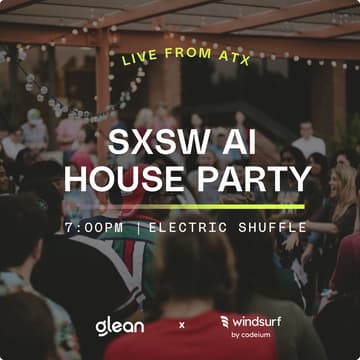 LIVE FROM ATX
SXSW AI
HOUSE PARTY
7:00PM | ELECTRIC SHUFFLE
glean x windsurf
by codeium